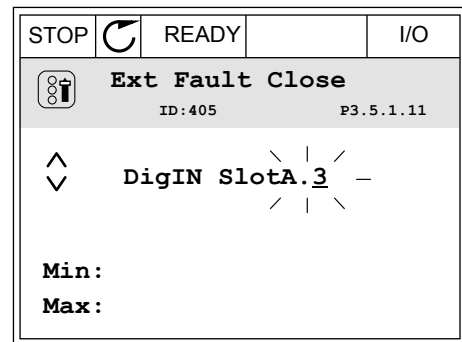 STOP READY I/O
Ext Fault Close
ID:405 P3.5.1.11
DigIN SlotA.3
Min:
Max: